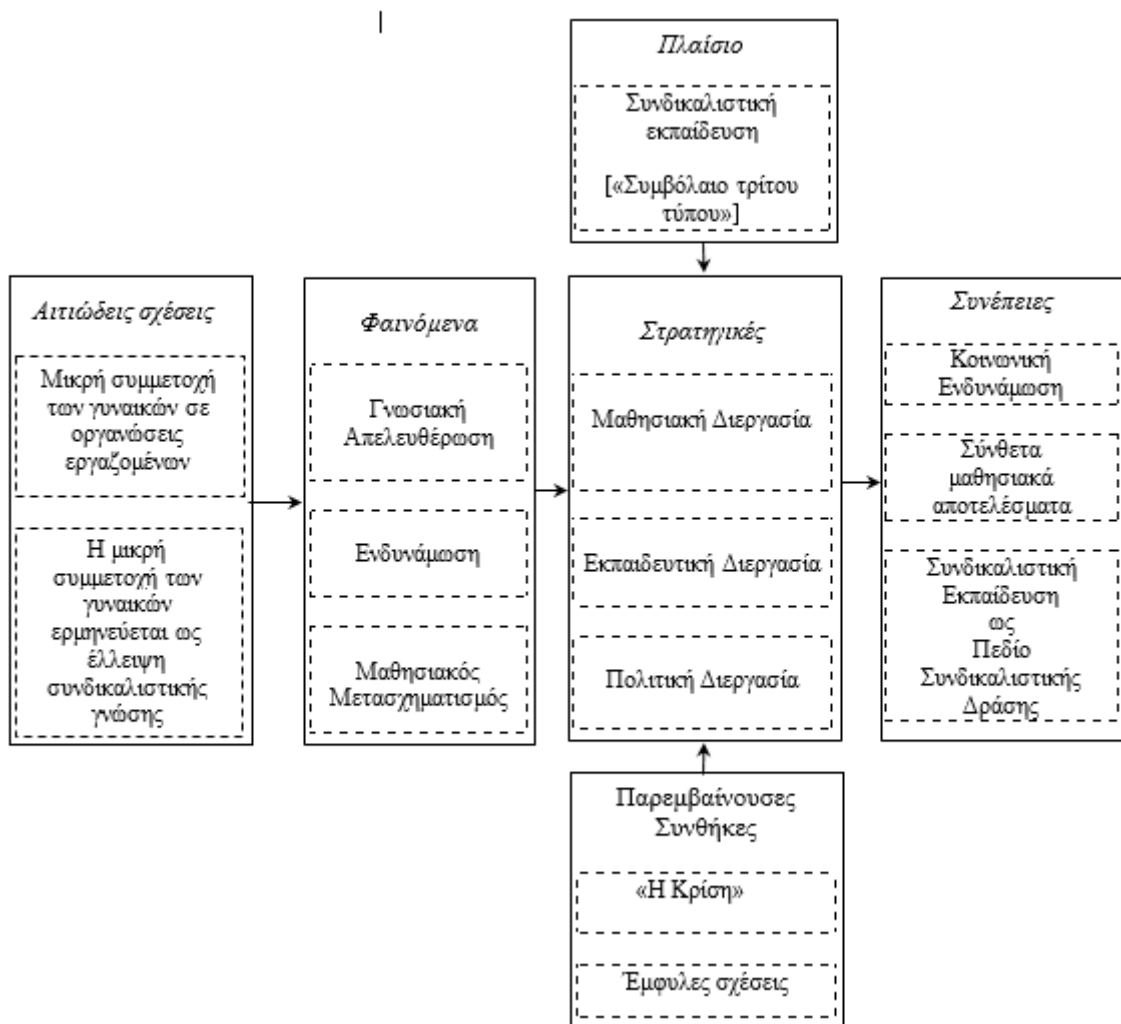 Πλαίσιο
Συνδικαλιστική
εκπαίδευση
[«Συμβόλαιο τρίτου
τύπου»]
Αιτιώδεις σχέσεις
Μικρή συμμετοχή
των γυναικών σε
οργανώσεις
εργαζομένων
Η μικρή
συμμετοχή των
γυναικών
ερμηνεύεται ως
έλλειψη
συνδικαλιστικής
γνώσης
Φαινόμενα
Γνωσιακή
Απελευθέρωση
Ενδυνάμωση
Μαθησιακός
Μετασχηματισμός
Στρατηγικές
Μαθησιακή Διεργασία
Εκπαιδευτική Διεργασία
Πολιτική Διεργασία
Συνέπειες
Κοινωνική
Ενδυνάμωση
Σύνθετα
μαθησιακά
αποτελέσματα
Συνδικαλιστική
Εκπαίδευση
ως
Πεδίο
Συνδικαλιστικής
Δράσης
Παρεμβαίνουσες
Συνθήκες
«Η Κρίση»
Έμφυλες σχέσεις